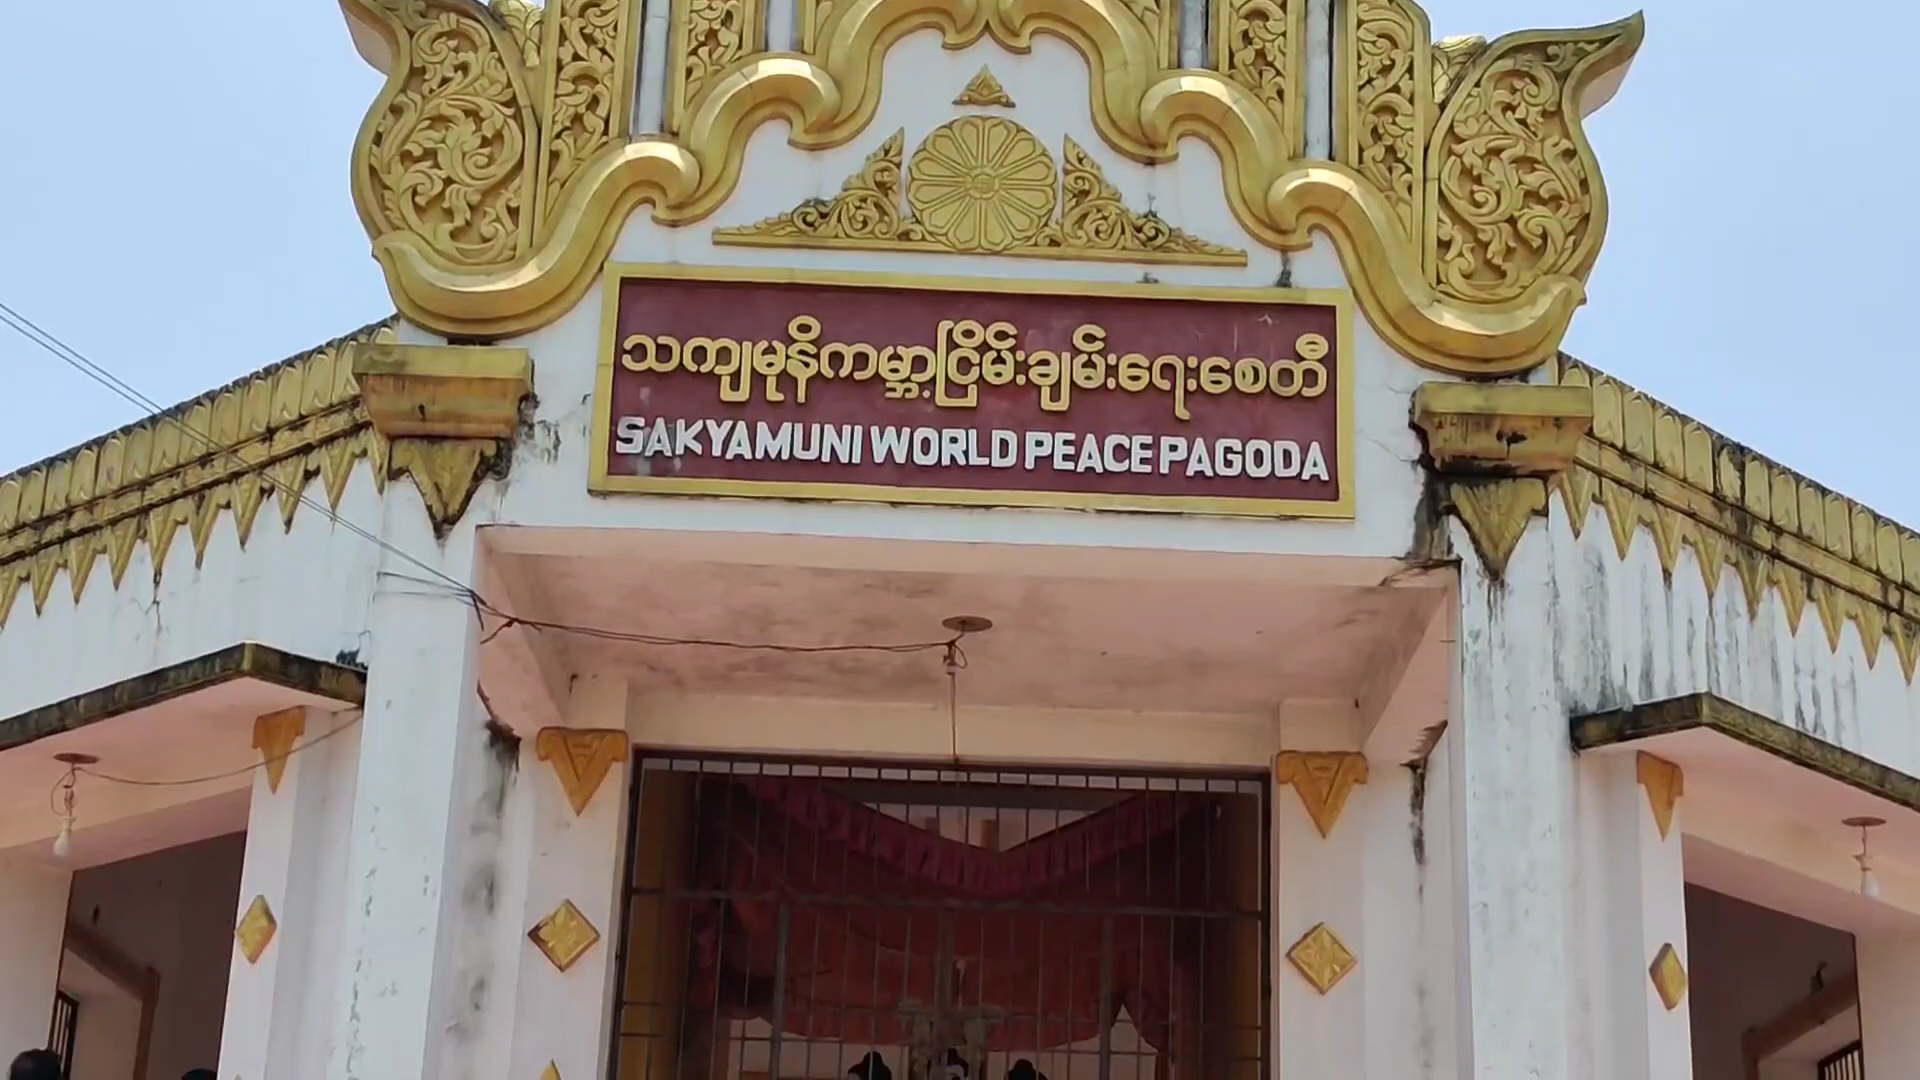 သကျမုနိကမ္ဘာ့ငြိမ်းချမ်းရေးစေတီ
SAKYAMUNI WORLD PEACE PAGODA